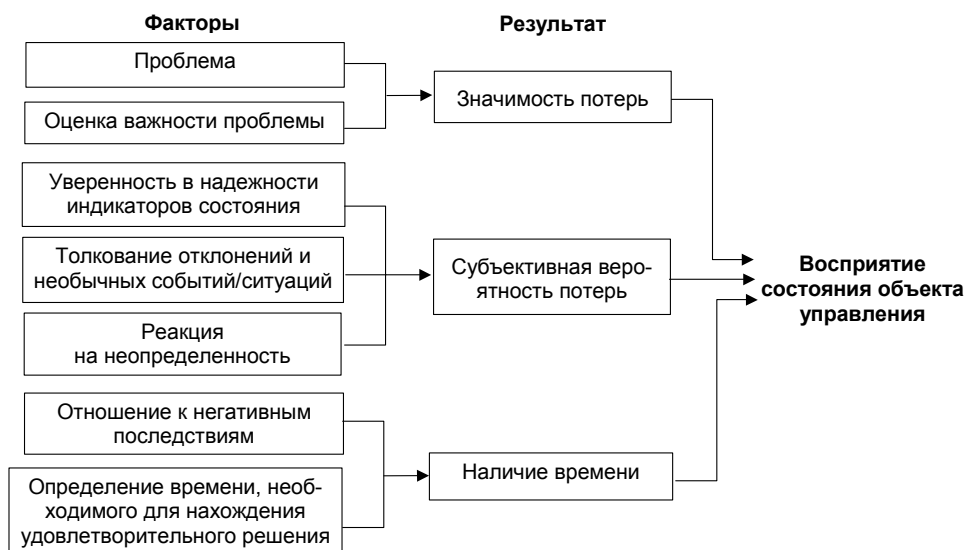 Факторы
Результат
Проблема
Оценка важности проблемы
Значимость потерь
Уверенность в надежности
индикаторов состояния
Толкование отклонений и
необычных событий/ситуаций
Реакция
на неопределенность
Субъективная веро-
ятность потерь
Отношение к негативным
последствиям
Определение времени, необ-
ходимого для нахождения
удовлетворительного решения
Наличие времени
Восприятие
состояния объекта
управления